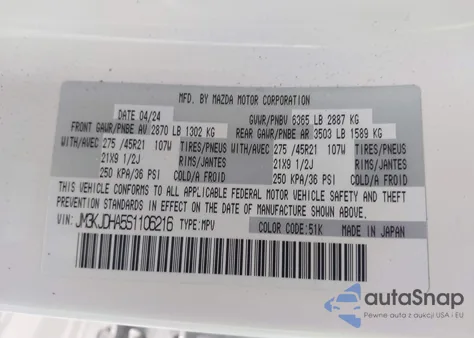 MFD. BY MAZDA MOTOR CORPORATION
DATE 04/24 GVWR/PNBV 6365 LB 2887 KG
FRONT GAWR/PNBE AV 2870 LB 1302 KG REAR GAWR/PNBE AR 3503 LB 1589 KG
WITH/AVEC 275 /45R21 107W TIRES/PNEUS WITH/AVEC 275 /45R21 107W TIRES/PNEUS
21X9 1/2J RIMS/JANTES 21X9 1/2J RIMS/JANTES
250 KPA/36 PSI COLD/A FROID 250 KPA/36 PSI COLD/A FROID
THIS VEHICLE CONFORMS TO ALL APPLICABLE FEDERAL MOTOR VEHICLE SAFETY AND THEFT
PREVENTION STANDARDS IN EFFECT ON THE DATE OF MANUFACTURE SHOWN ABOVE.
VIN: JM3KJDHA5S1106216 TYPE: MPV COLOR CODE: 51K MADE IN JAPAN
autoSnap
Pewne auta z USA i EU